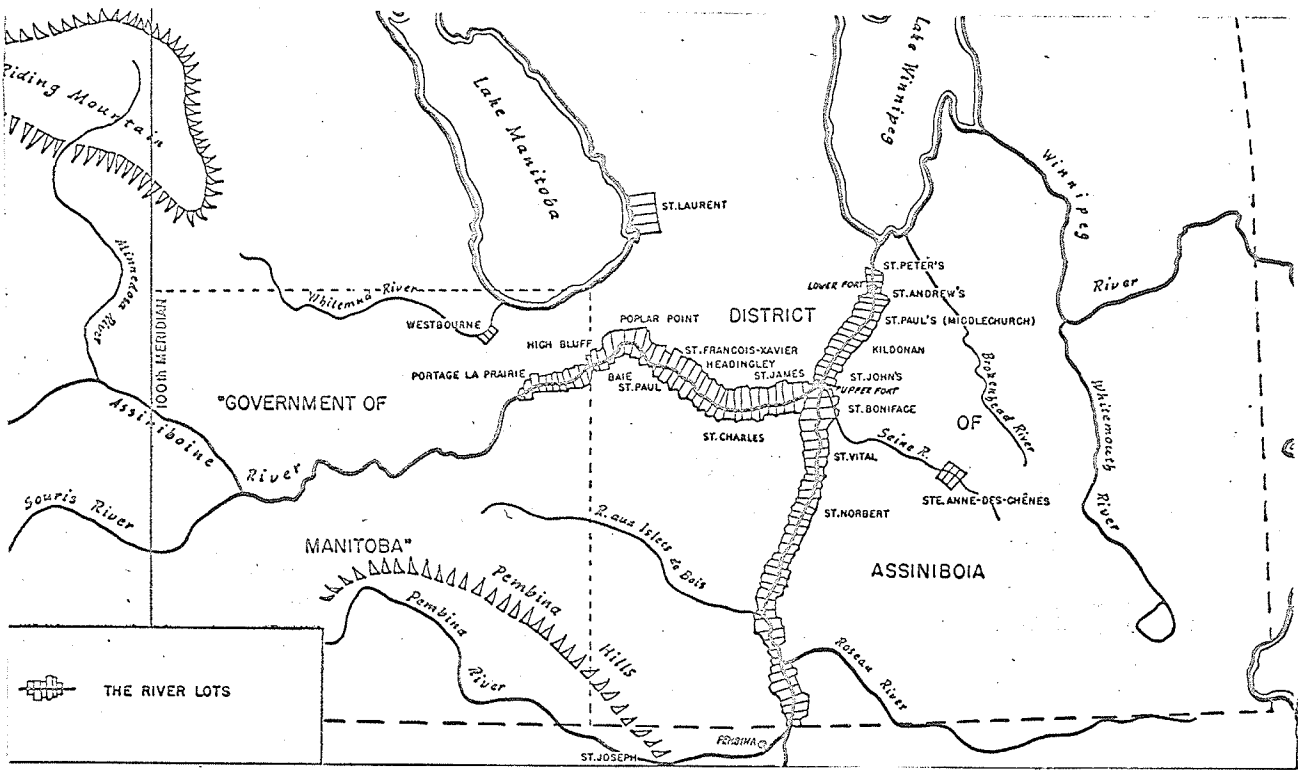 Riding Mountain
Lake Manitoba
Lake Winnipeg
Winnipeg
River
ST. LAURENT
Minnedosa River
100th MERIDIAN
Whitemud River
WESTBOURNE
ST. PETER'S
LOWER FORT
ST. ANDREW'S
DISTRICT
ST. PAUL'S (MIDDLECHURCH)
POPLAR POINT
HIGH BLUFF
ST. FRANCOIS-XAVIER
KILDONAN
HEADINGLEY
PORTAGE LA PRAIRIE
BAIE
ST. PAUL
ST. JAMES
ST. JOHN'S
UPPER FORT
"GOVERNMENT OF
ST. BONIFACE
OF
Brokenhead River
Whitemouth
River
Assiniboine
River
ST. CHARLES
Seine R.
ST. VITAL
STE. ANNE-DES-CHÊNES
Souris River
R. aux Islets de Bois
ST. NORBERT
MANITOBA"
ASSINIBOIA
Pembina
Hills
Pembina
River
Roseau River
THE RIVER LOTS
PEMBINA
ST. JOSEPH